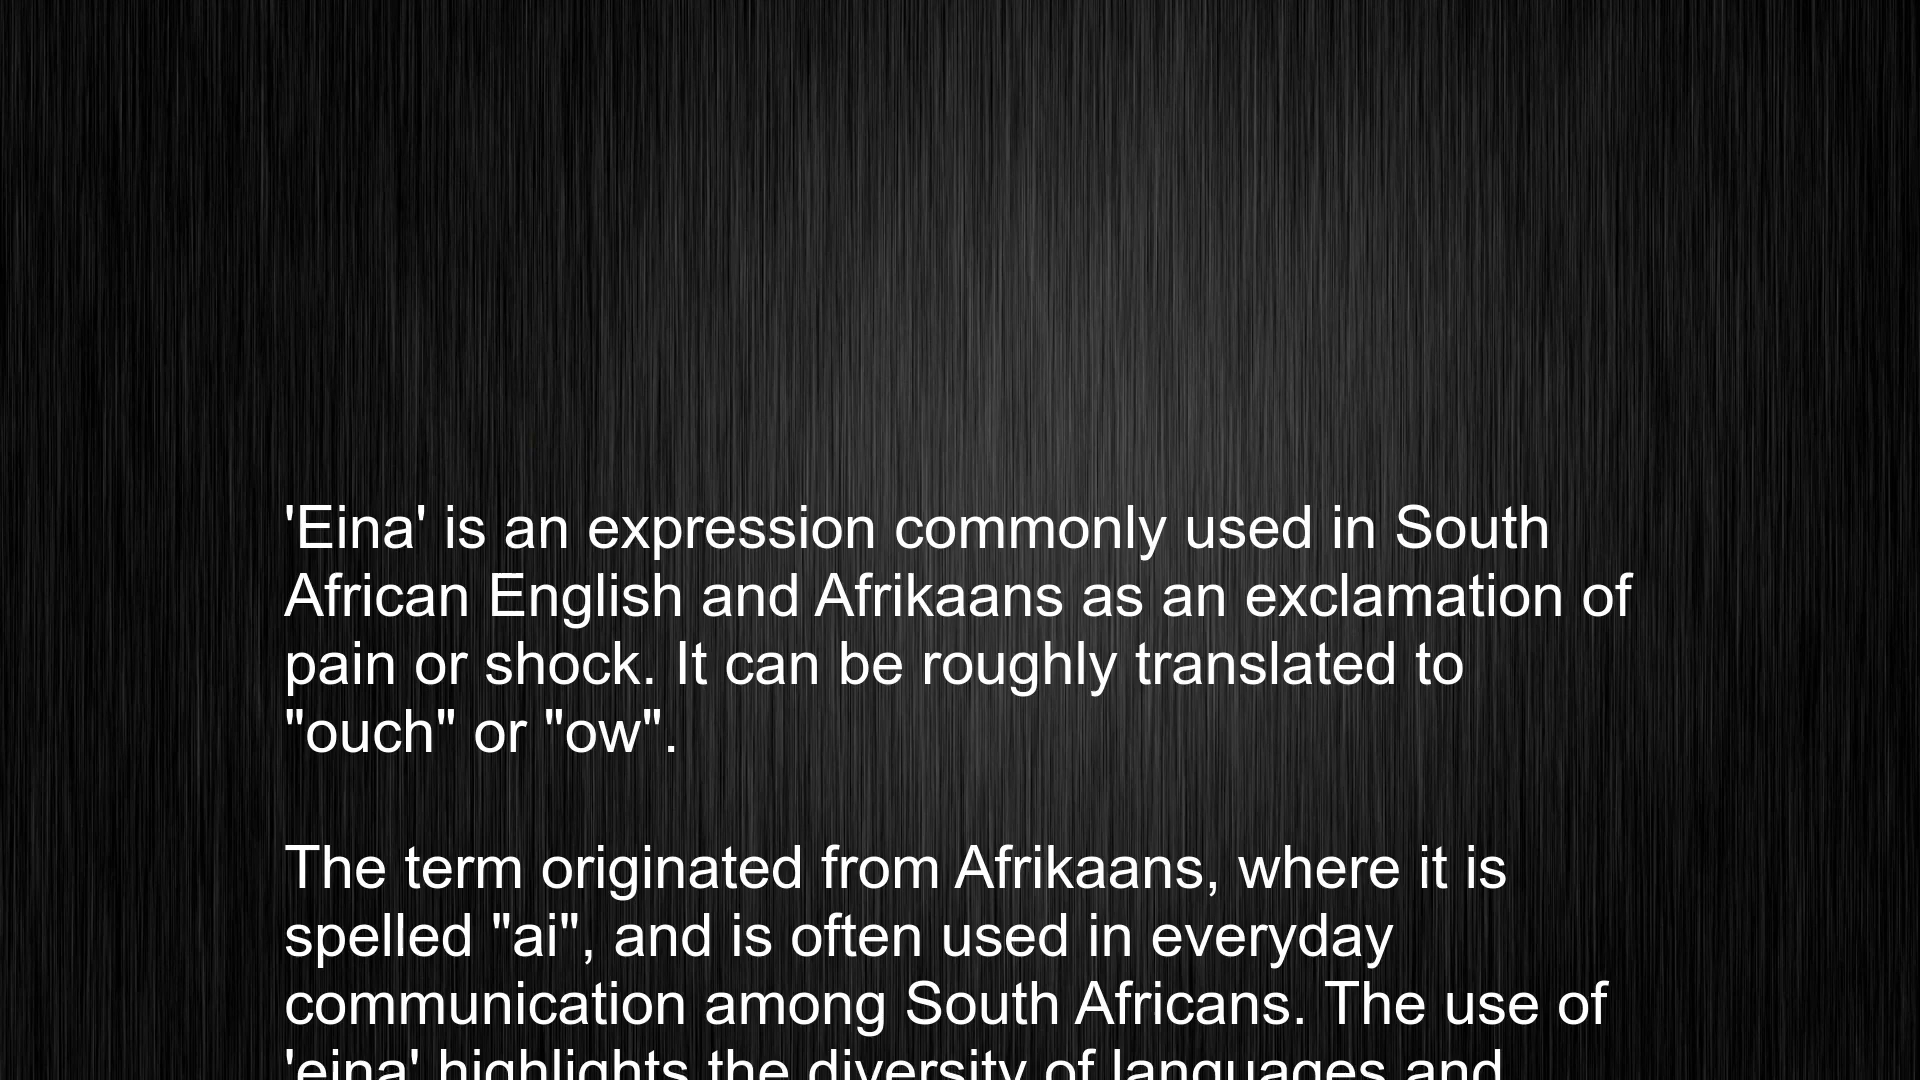 'Eina' is an expression commonly used in South
African English and Afrikaans as an exclamation of
pain or shock. It can be roughly translated to
"ouch" or "ow".
The term originated from Afrikaans, where it is
spelled "ai", and is often used in everyday
communication among South Africans. The use of
'eina' highlights the diversity of languages and